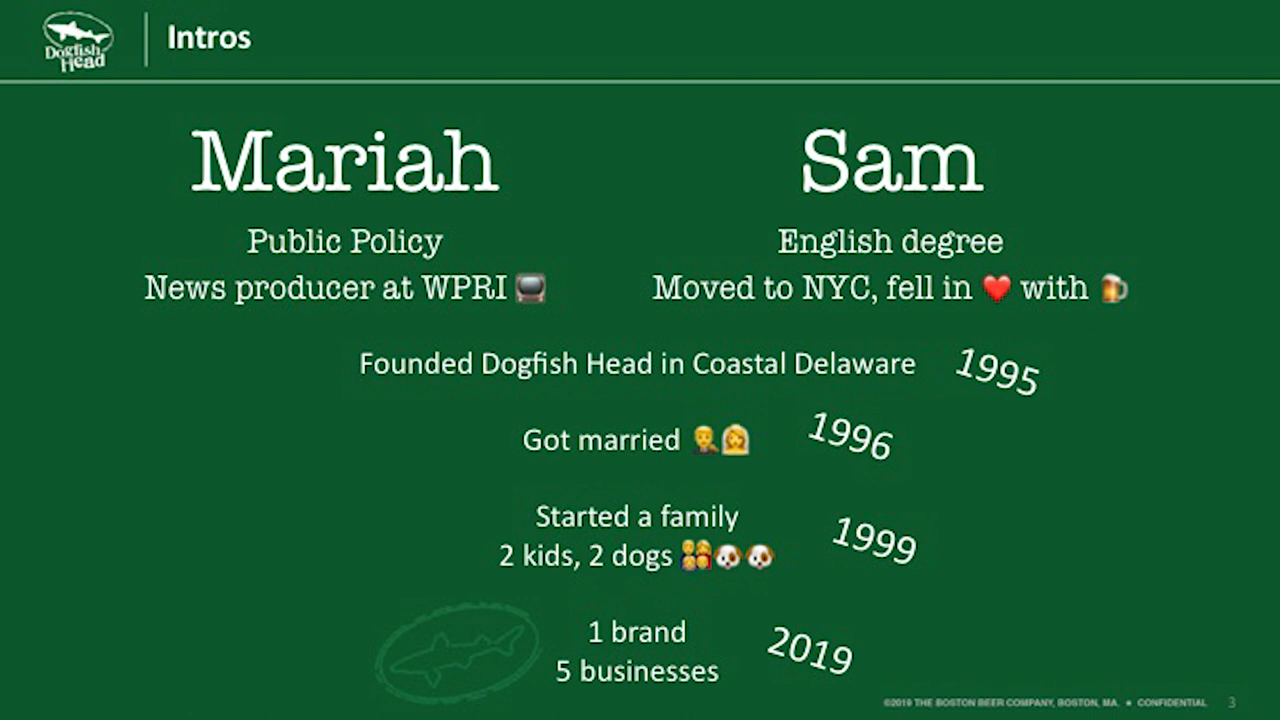 Dogfish
Head
Intros
Mariah
Public Policy
News producer at WPRI 📺
Sam
English degree
Moved to NYC, fell in ❤️ with 🍺
Founded Dogfish Head in Coastal Delaware 1995
Got married 🤵👰 1996
Started a family
2 kids, 2 dogs 👨‍👩‍👧‍👦🐶🐶 1999
1 brand
5 businesses 2019
©2019 THE BOSTON BEER COMPANY, BOSTON, MA. ★ CONFIDENTIAL 3